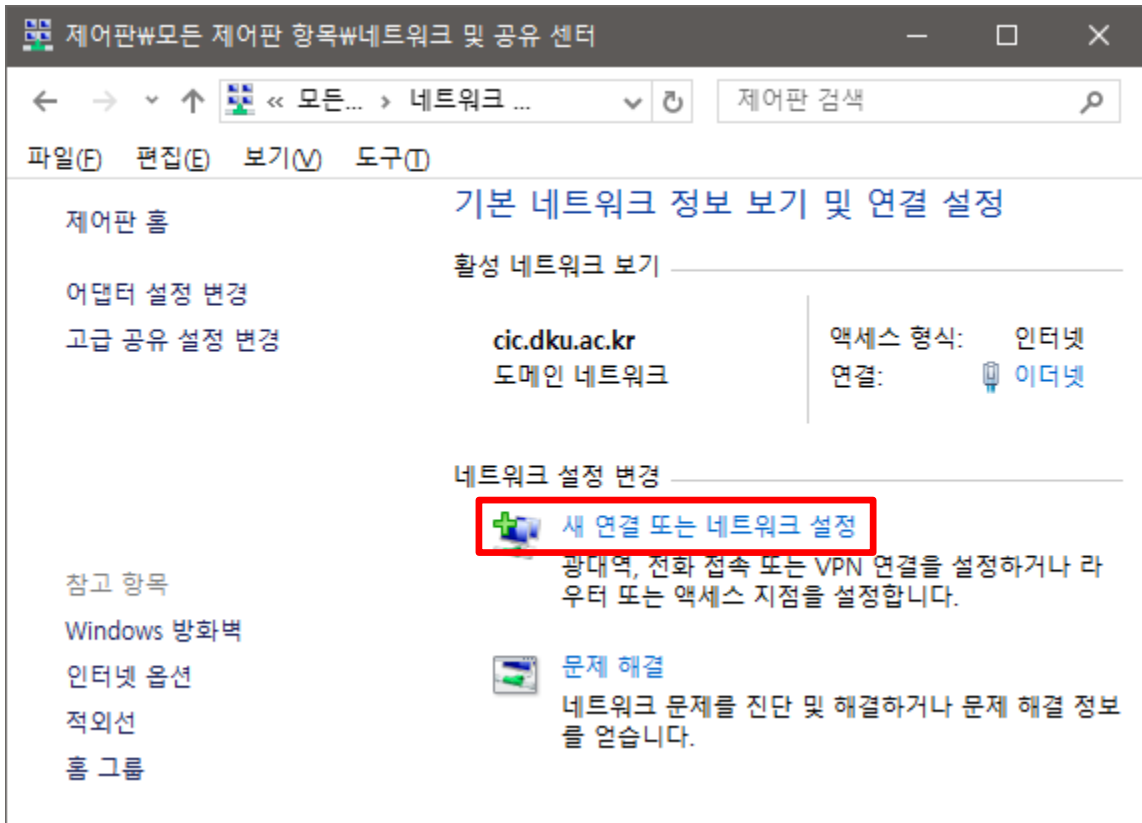 제어판₩모든 제어판 항목₩네트워크 및 공유 센터
« 모든... › 네트워크 ...
제어판 검색
파일(F) 편집(E) 보기(V) 도구(T)
제어판 홈
어댑터 설정 변경
고급 공유 설정 변경
참고 항목
Windows 방화벽
인터넷 옵션
적외선
홈 그룹
기본 네트워크 정보 보기 및 연결 설정
활성 네트워크 보기
cic.dku.ac.kr
도메인 네트워크
액세스 형식: 인터넷
연결: 이더넷
네트워크 설정 변경
새 연결 또는 네트워크 설정
광대역, 전화 접속 또는 VPN 연결을 설정하거나 라
우터 또는 액세스 지점을 설정합니다.
문제 해결
네트워크 문제를 진단 및 해결하거나 문제 해결 정보
를 얻습니다.